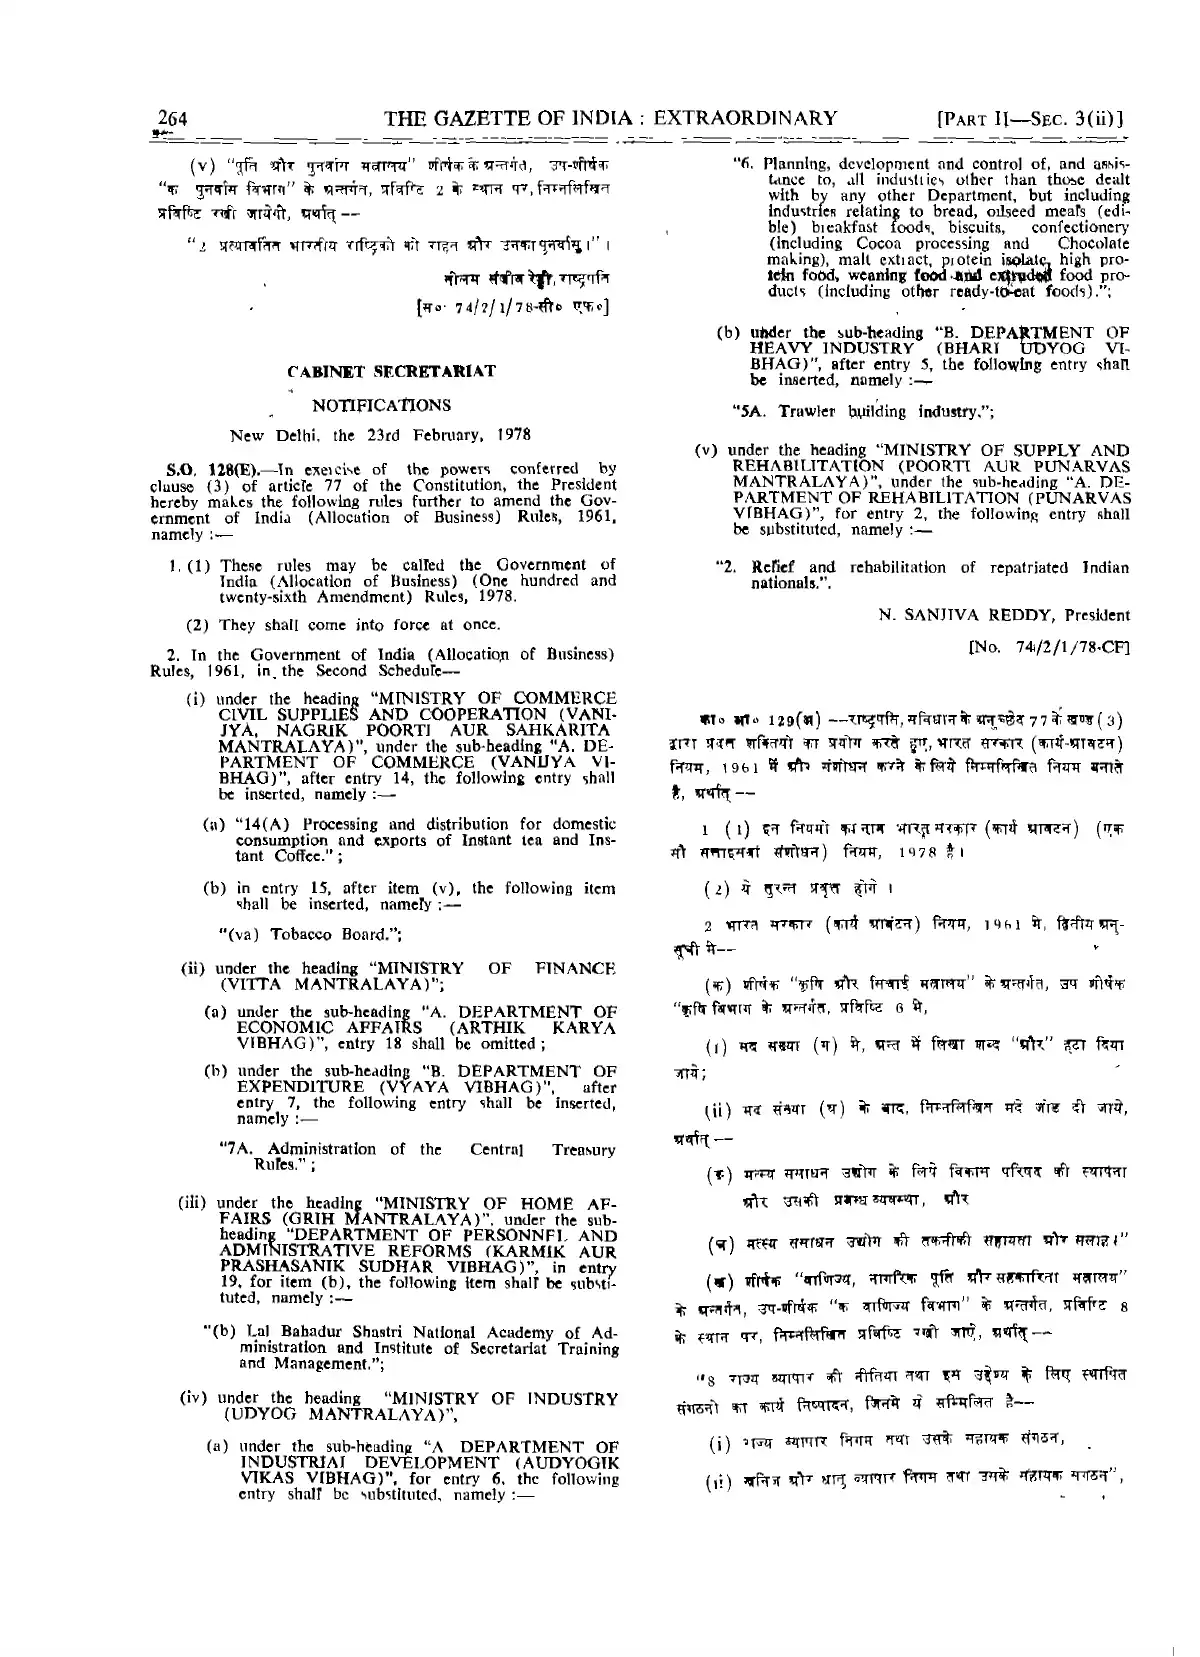 264
THE GAZETTE OF INDIA : EXTRAORDINARY
[PART II—SEC. 3(ii)]
(v) "पूर्ति और पुनर्वास मंत्रालय" शीर्षक के अन्तर्गत, उप-शीर्षक
"क पुनर्वास विभाग" के अन्तर्गत, प्रविष्टि 2 के स्थान पर, निम्नलिखित
प्रविष्टि रखी जायेगी, अर्थात् --
"2 प्रत्यावर्तित भारतीय राष्ट्रिकों को राहत और उनका पुनर्वास ।" ।
नीलम संजीव रेड्डी, राष्ट्रपति
[स० 74/2/1/78-सी० एफ०]
CABINET SECRETARIAT
NOTIFICATIONS
New Delhi, the 23rd February, 1978
S.O. 128(E).—In exercise of the powers conferred by
clause (3) of article 77 of the Constitution, the President
hereby makes the following rules further to amend the Gov-
ernment of India (Allocation of Business) Rules, 1961,
namely :—
1. (1) These rules may be called the Government of
India (Allocation of Business) (One hundred and
twenty-sixth Amendment) Rules, 1978.
(2) They shall come into force at once.
2. In the Government of India (Allocation of Business)
Rules, 1961, in the Second Schedule—
(i) under the heading "MINISTRY OF COMMERCE
CIVIL SUPPLIES AND COOPERATION (VANI-
JYA, NAGRIK POORTI AUR SAHKARITA
MANTRALAYA)", under the sub-heading "A. DE-
PARTMENT OF COMMERCE (VANIJYA VI-
BHAG)", after entry 14, the following entry shall
be inserted, namely :—
(a) "14(A) Processing and distribution for domestic
consumption and exports of Instant tea and Ins-
tant Coffee." ;
(b) in entry 15, after item (v), the following item
shall be inserted, namely :—
"(va) Tobacco Board.";
(ii) under the heading "MINISTRY OF FINANCE
(VITTA MANTRALAYA)";
(a) under the sub-heading "A. DEPARTMENT OF
ECONOMIC AFFAIRS (ARTHIK KARYA
VIBHAG)", entry 18 shall be omitted ;
(b) under the sub-heading "B. DEPARTMENT OF
EXPENDITURE (VYAYA VIBHAG)", after
entry 7, the following entry shall be inserted,
namely :—
"7A. Administration of the Central Treasury
Rules." ;
(iii) under the heading "MINISTRY OF HOME AF-
FAIRS (GRIH MANTRALAYA)", under the sub-
heading "DEPARTMENT OF PERSONNEL AND
ADMINISTRATIVE REFORMS (KARMIK AUR
PRASHASANIK SUDHAR VIBHAG)", in entry
19, for item (b), the following item shall be substi-
tuted, namely :—
"(b) Lal Bahadur Shastri National Academy of Ad-
ministration and Institute of Secretariat Training
and Management.";
(iv) under the heading "MINISTRY OF INDUSTRY
(UDYOG MANTRALAYA)",
(a) under the sub-heading "A DEPARTMENT OF
INDUSTRIAL DEVELOPMENT (AUDYOGIK
VIKAS VIBHAG)", for entry 6, the following
entry shall be substituted, namely :—
"6. Planning, development and control of, and assis-
tance to, all industries other than those dealt
with by any other Department, but including
industries relating to bread, oilseed meals (edi-
ble) breakfast foods, biscuits, confectionery
(including Cocoa processing and Chocolate
making), malt extract, protein isolate, high pro-
tein food, weaning food and extruded food pro-
ducts (including other ready-to-eat foods).";
(b) under the sub-heading "B. DEPARTMENT OF
HEAVY INDUSTRY (BHARI UDYOG VI-
BHAG)", after entry 5, the following entry shall
be inserted, namely :—
"5A. Trawler building industry.";
(v) under the heading "MINISTRY OF SUPPLY AND
REHABILITATION (POORTI AUR PUNARVAS
MANTRALAYA)", under the sub-heading "A. DE-
PARTMENT OF REHABILITATION (PUNARVAS
VIBHAG)", for entry 2, the following entry shall
be substituted, namely :—
"2. Relief and rehabilitation of repatriated Indian
nationals.".
N. SANJIVA REDDY, President
[No. 74/2/1/78-CF]
का० आ० 129(अ) --राष्ट्रपति, संविधान के अनुच्छेद 77 के खण्ड (3)
द्वारा प्रदत्त शक्तियों का प्रयोग करते हुए, भारत सरकार (कार्य-आबंटन)
नियम, 1961 में और संशोधन करने के लिये निम्नलिखित नियम बनाते
है, अर्थात् --
1 (1) इन नियमों का नाम भारत सरकार (कार्य आबंटन) (एक
सौ सत्ताइसवां संशोधन) नियम, 1978 है ।
(2) ये तुरन्त प्रवृत्त होगे ।
2 भारत सरकार (कार्य आबंटन) नियम, 1961 मे, द्वितीय अनु-
सूची मे--
(क) शीर्षक "कृषि और सिंचाई मंत्रालय" के अन्तर्गत, उप शीर्षक
"कृषि विभाग के अन्तर्गत, प्रविष्टि 6 मे,
(i) मद संख्या (ग) मे, अन्त में लिखा शब्द "और" हटा दिया
जाये ;
(ii) मद संख्या (घ) के बाद, निम्नलिखित मदे जोड दी जाये,
अर्थात् --
(ङ) मत्स्य संसाधन उद्योग के लिये विकास परिषद की स्थापना
और उसकी प्रबन्ध व्यवस्था, और
(च) मत्स्य संसाधन उद्योग की तकनीकी सहायता और सलाह ।"
(ख) शीर्षक "वाणिज्य, नागरिक पूर्ति और सहकारिता मंत्रालय"
के अन्तर्गत, उप-शीर्षक "क वाणिज्य विभाग" के अन्तर्गत, प्रविष्टि 8
के स्थान पर, निम्नलिखित प्रविष्टि रखी जाएं, अर्थात् --
"8 राज्य व्यापार की नीतिया तथा इस उद्देश्य के लिए स्थापित
संगठनो का कार्य निष्पादन, जिनमे ये सम्मिलित है--
(i) राज्य व्यापार निगम तथा उसके सहायक संगठन,
(ii) खनिज और धातु व्यापार निगम तथा उसके सहायक संगठन",